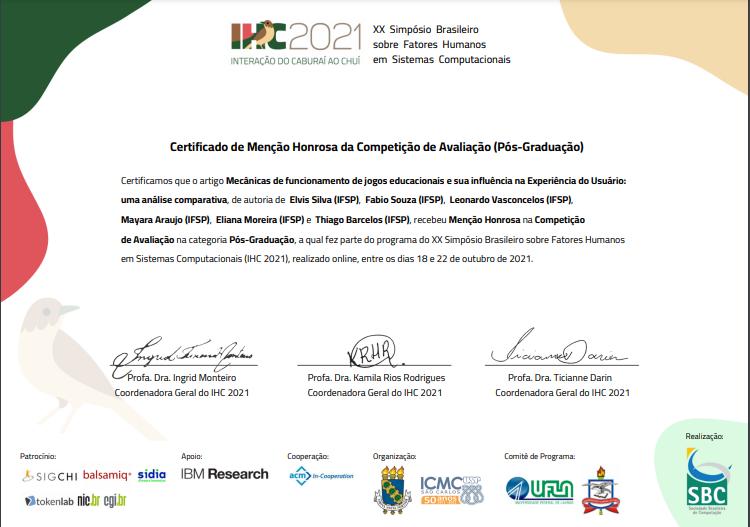 IHC2021
INTERAÇÃO DO CABURAÍ AO CHUÍ
XX Simpósio Brasileiro
sobre Fatores Humanos
em Sistemas Computacionais
Certificado de Menção Honrosa da Competição de Avaliação (Pós-Graduação)
Certificamos que o artigo Mecânicas de funcionamento de jogos educacionais e sua influência na Experiência do Usuário:
uma análise comparativa, de autoria de Elvis Silva (IFSP), Fabio Souza (IFSP), Leonardo Vasconcelos (IFSP),
Mayara Araujo (IFSP), Eliana Moreira (IFSP) e Thiago Barcelos (IFSP), recebeu Menção Honrosa na Competição
de Avaliação na categoria Pós-Graduação, a qual fez parte do programa do XX Simpósio Brasileiro sobre Fatores Humanos
em Sistemas Computacionais (IHC 2021), realizado online, entre os dias 18 e 22 de outubro de 2021.
Profa. Dra. Ingrid Monteiro
Coordenadora Geral do IHC 2021
KRHR.
Profa. Dra. Kamila Rios Rodrigues
Coordenadora Geral do IHC 2021
Ticianne Darin
Profa. Dra. Ticianne Darin
Coordenadora Geral do IHC 2021
Patrocínio:
SIGCHI balsamiq sidia
tokenlab nic.br cgi.br
Apoio:
IBM Research
Cooperação:
acm In-Cooperation
Organização:
ICMC USP
SÃO CARLOS
50 anos
Comitê de Programa:
UFLA
Realização:
SBC
Sociedade Brasileira
de Computação